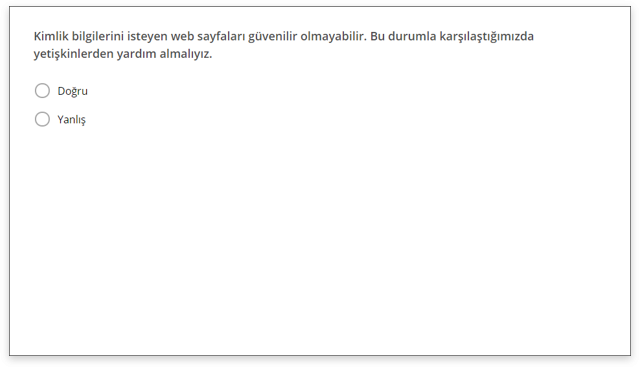 Kimlik bilgilerini isteyen web sayfaları güvenilir olmayabilir. Bu durumla karşılaştığımızda
yetişkinlerden yardım almalıyız.
Doğru
Yanlış